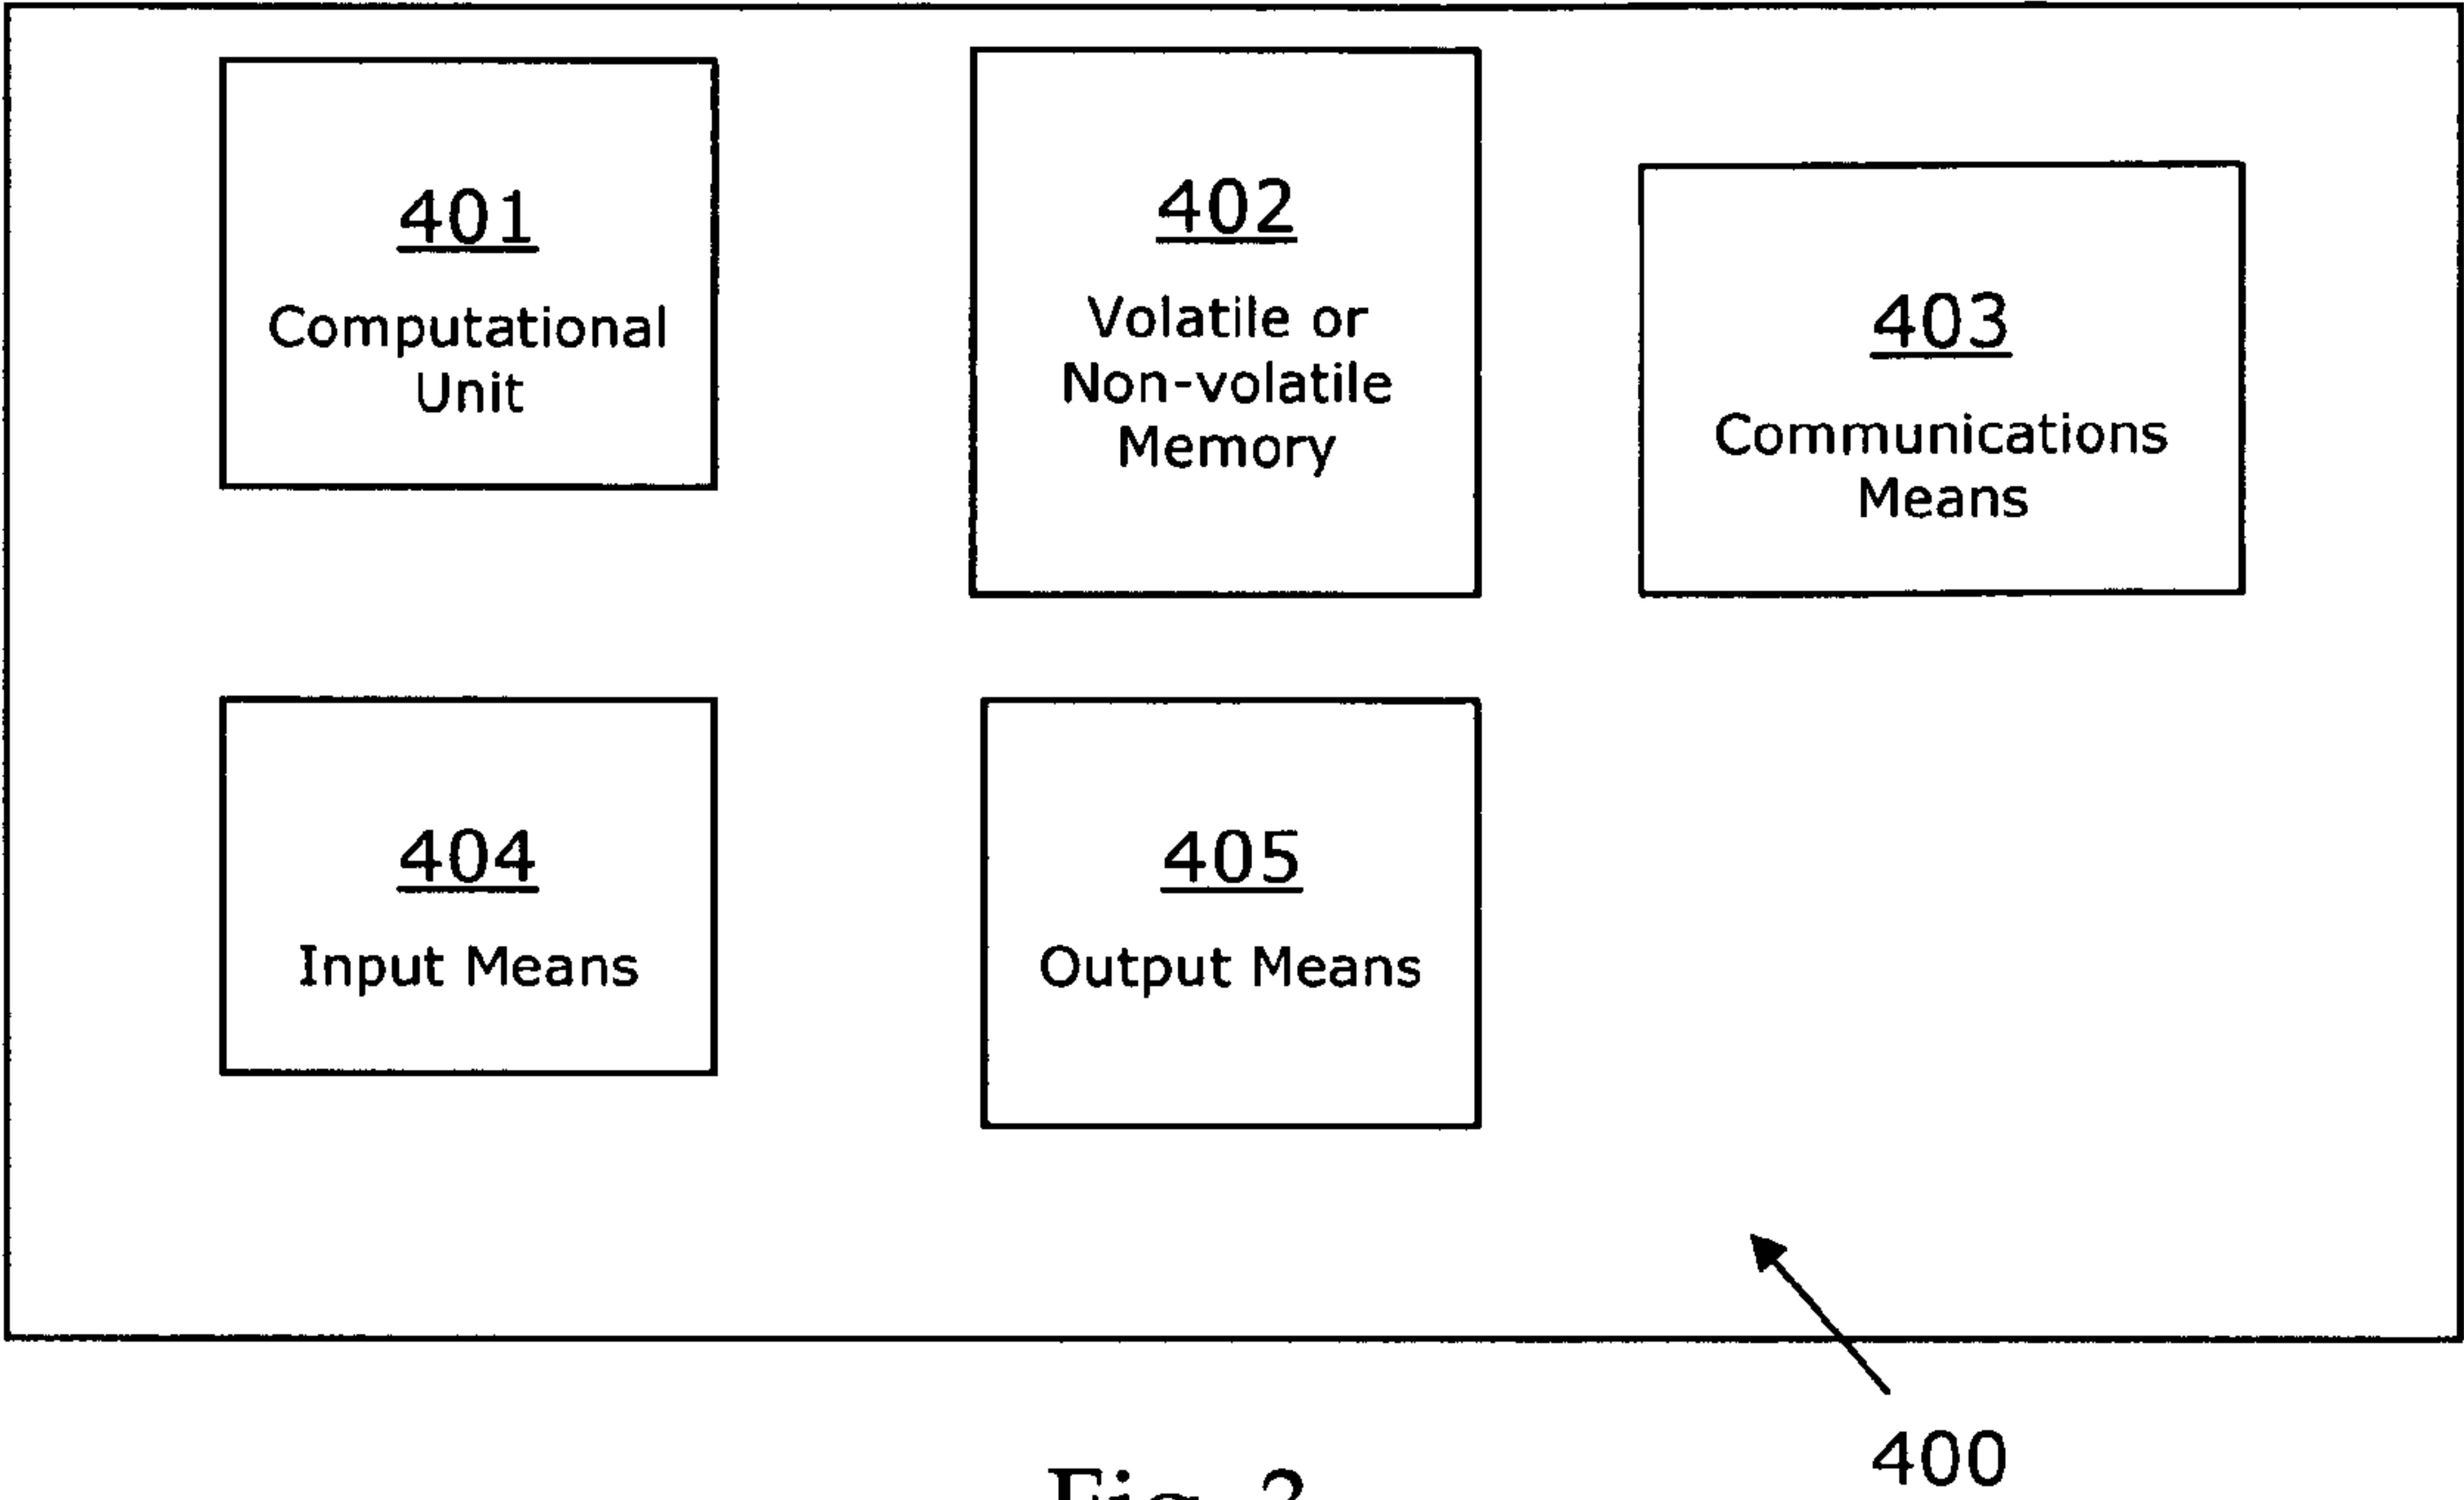 401
Computational
Unit
402
Volatile or
Non-volatile
Memory
403
Communications
Means
404
Input Means
405
Output Means
400